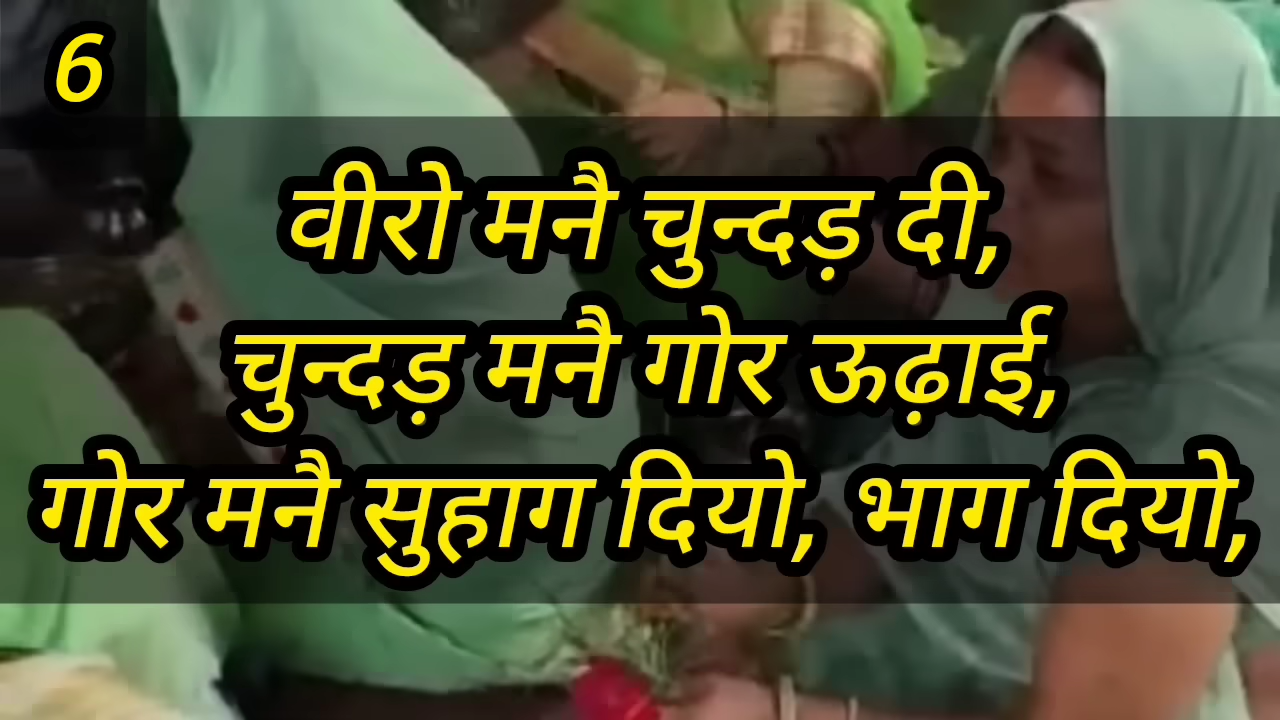 6
वीरो मनै चुन्दड़ दी,
चुन्दड़ मनै गोर ऊढ़ाई,
गोर मनै सुहाग दियो, भाग दियो,